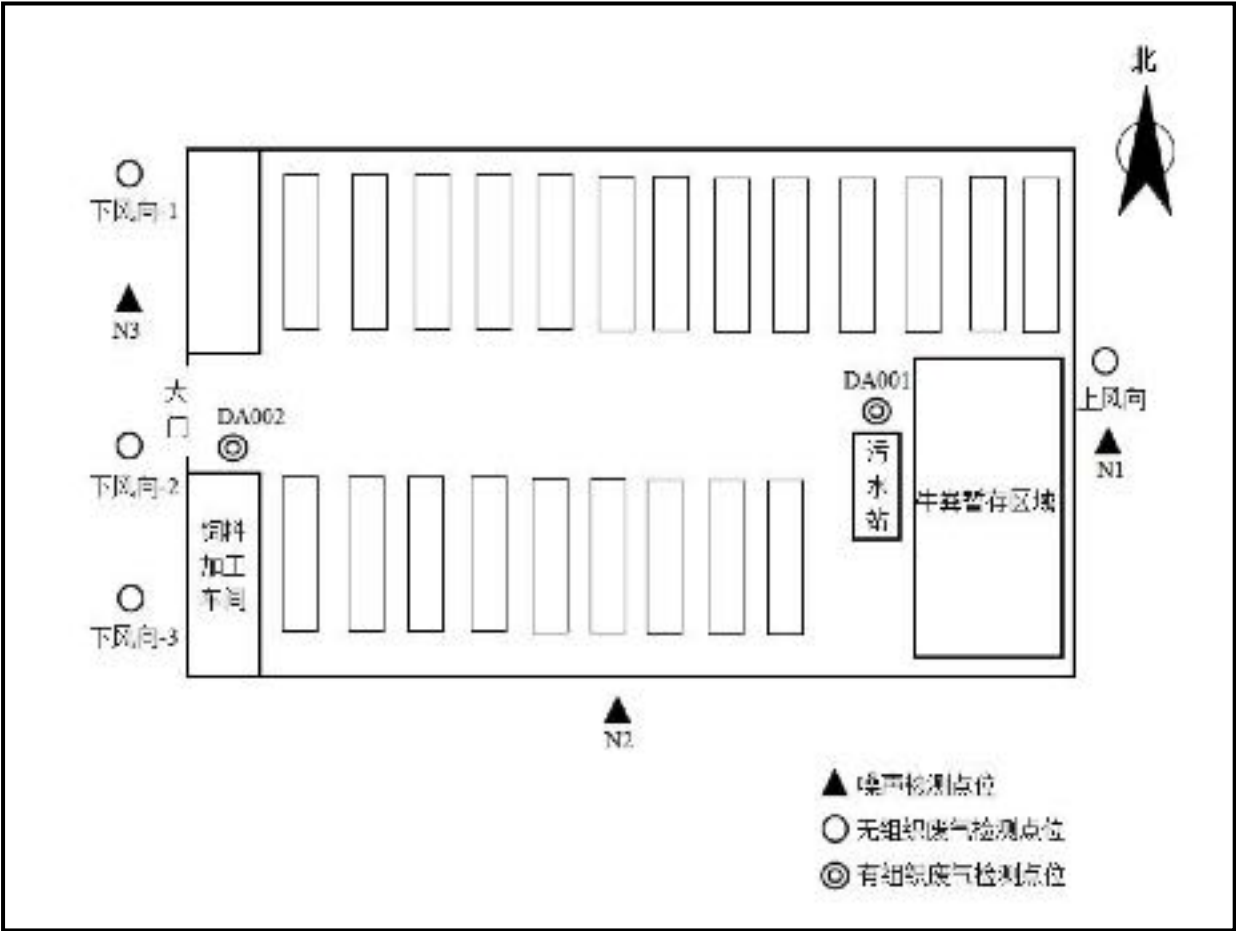 北
下风向-1
N3
大
门
DA002
DA001
上风向
N1
下风向-2
污
水
站
牛粪暂存区域
饲料
加工
车间
下风向-3
N2
噪声检测点位
无组织废气检测点位
有组织废气检测点位